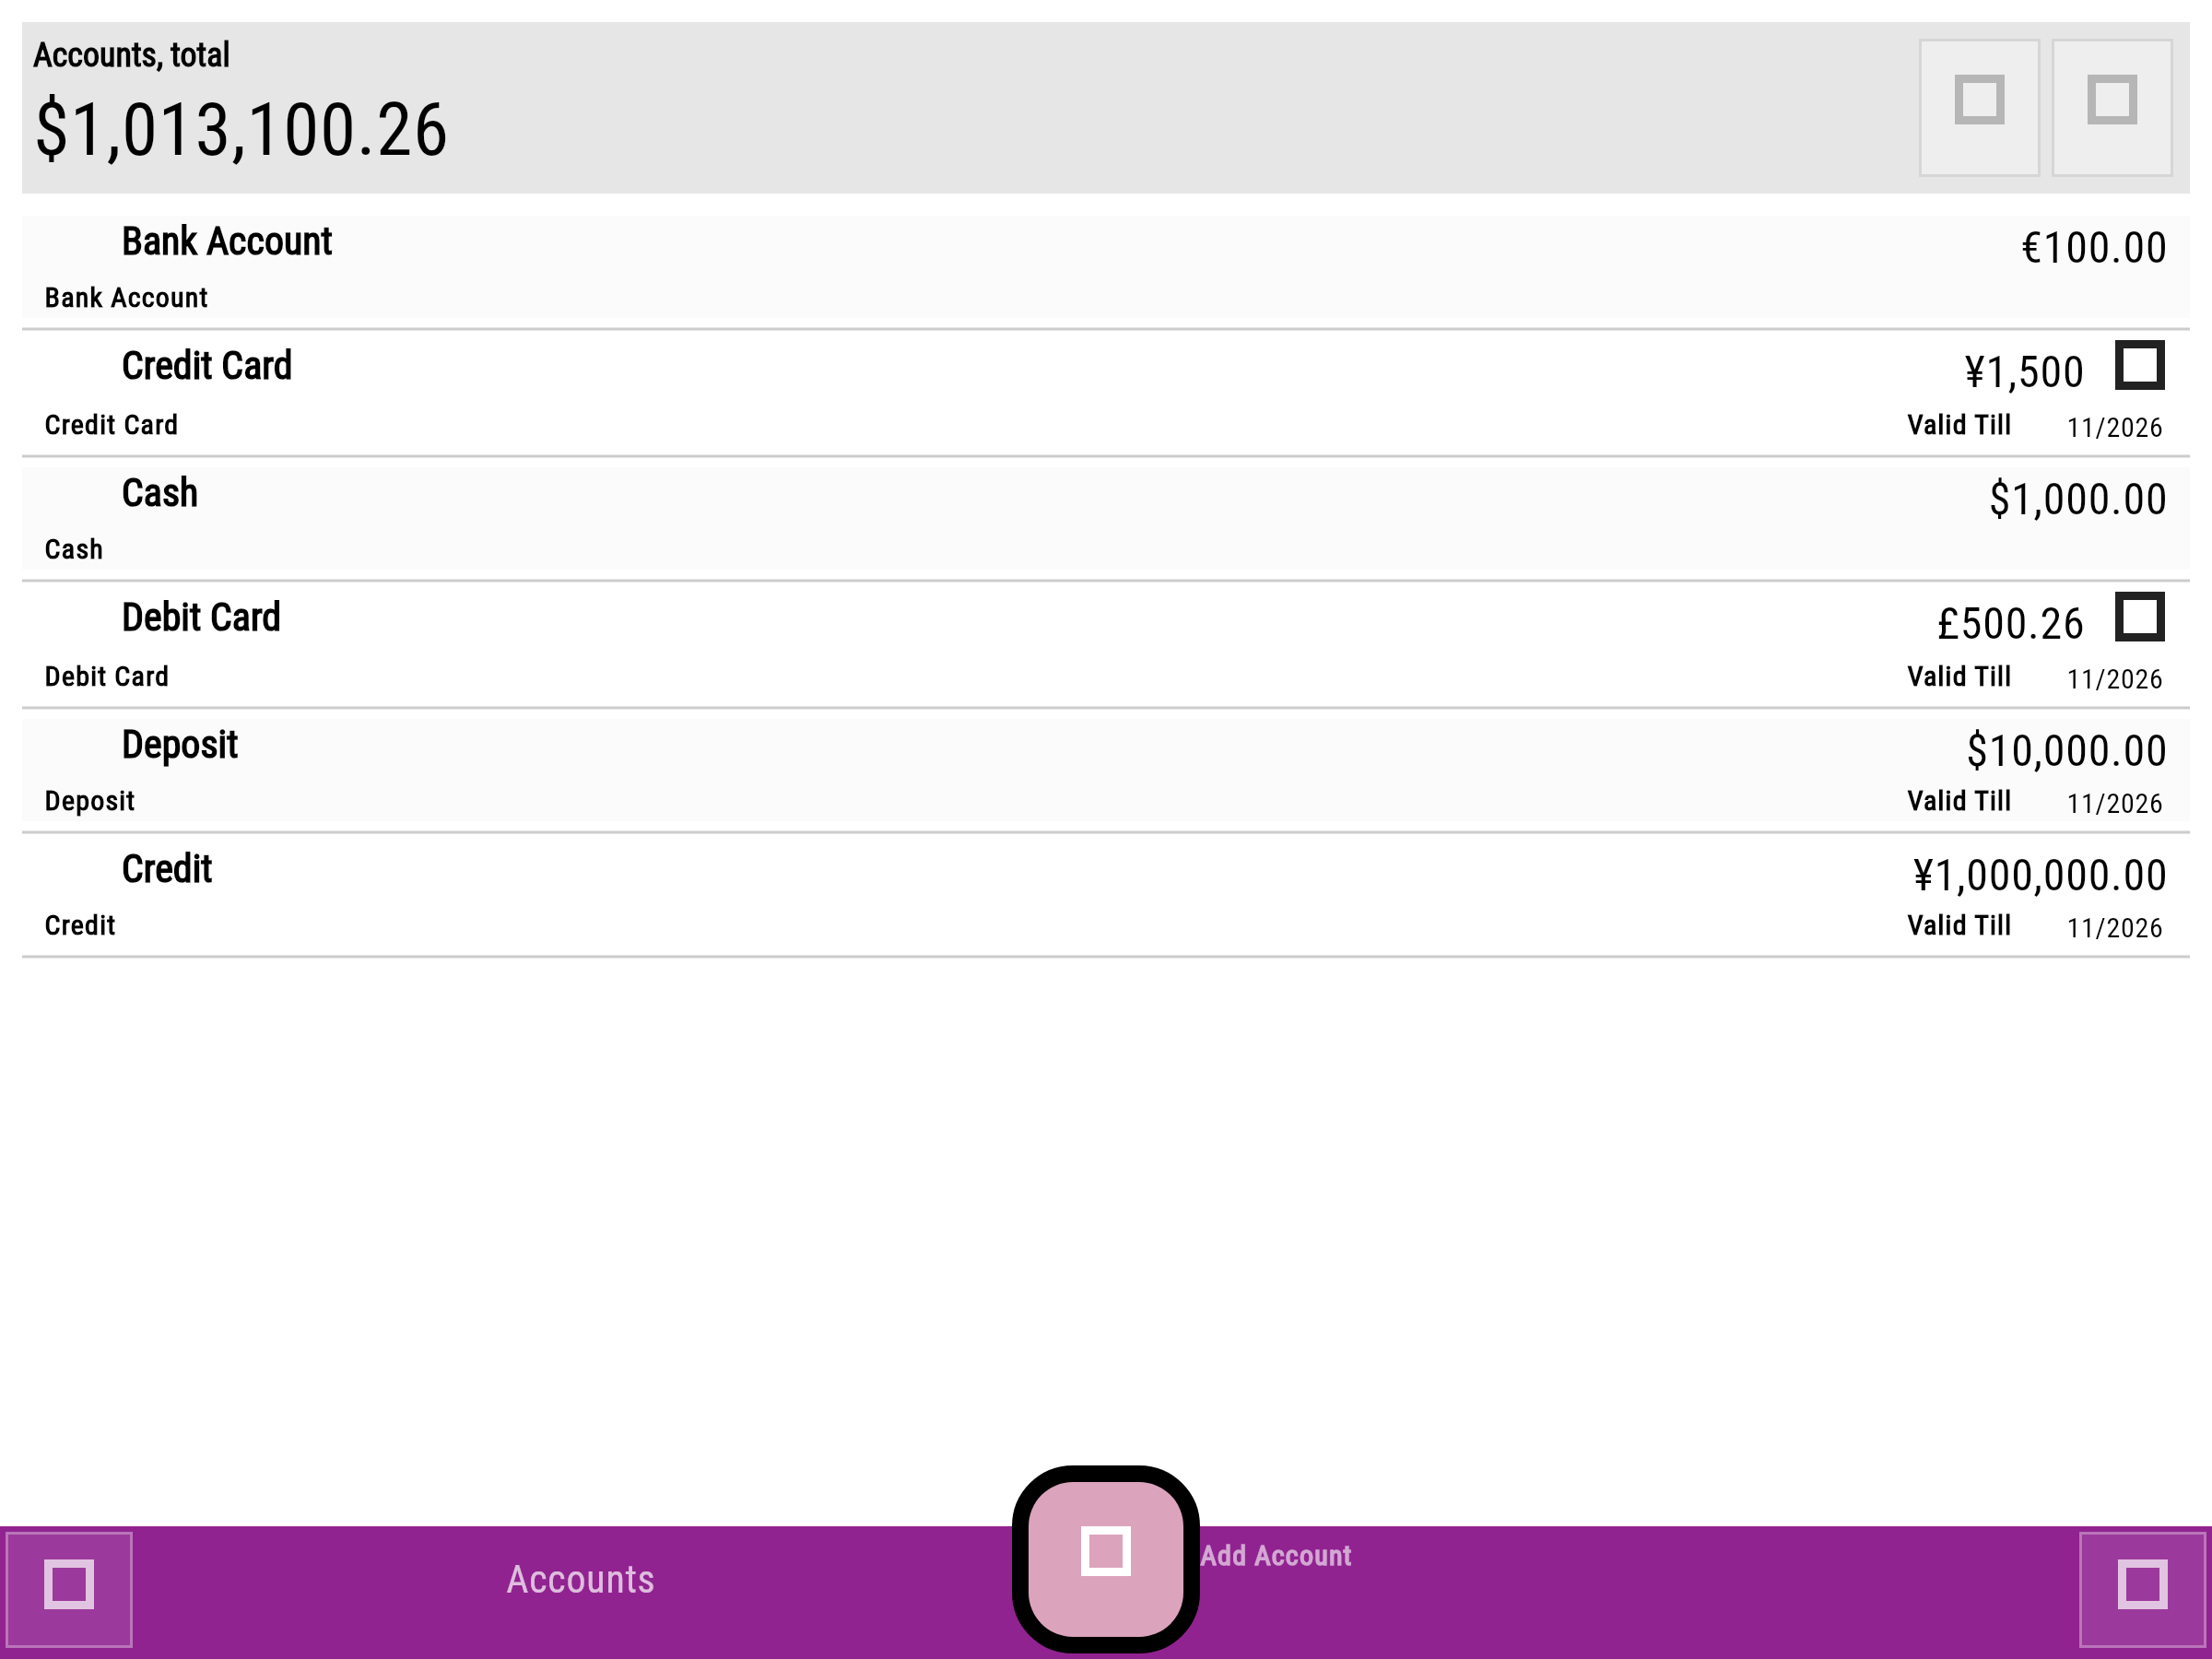 Accounts, total
$1,013,100.26
Bank Account
€100.00
Bank Account
Credit Card
¥1,500
Credit Card
Valid Till 11/2026
Cash
$1,000.00
Cash
Debit Card
£500.26
Debit Card
Valid Till 11/2026
Deposit
$10,000.00
Deposit
Valid Till 11/2026
Credit
¥1,000,000.00
Credit
Valid Till 11/2026
Accounts
Add Account